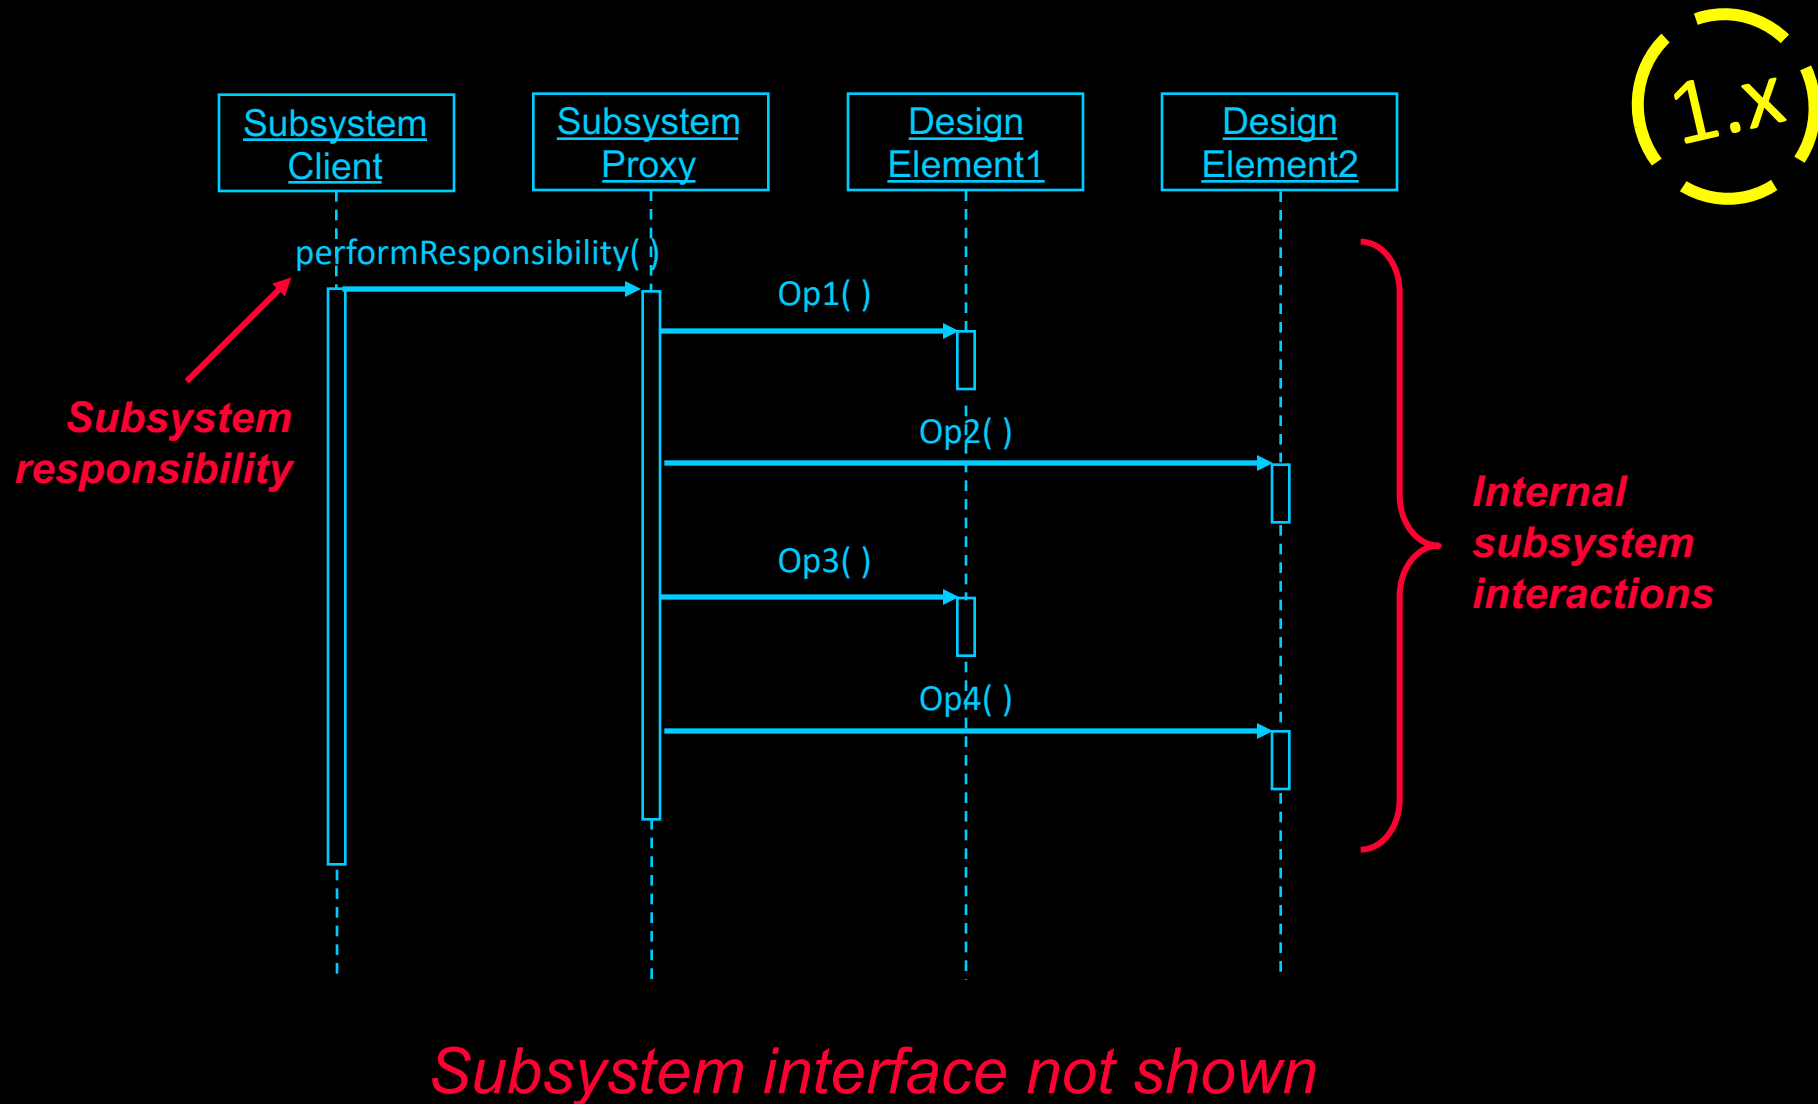 1.x
Subsystem
Client
Subsystem
Proxy
Design
Element1
Design
Element2
performResponsibility( )
Op1( )
Subsystem
responsibility
Op2( )
Internal
subsystem
interactions
Op3( )
Op4( )
Subsystem interface not shown